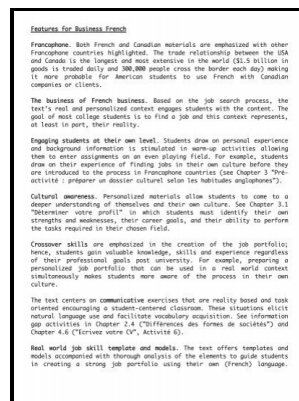 Features for Business French
Francophone. Both French and Canadian materials are emphasized with other
Francophone countries highlighted. The trade relationship between the USA
and Canada is the longest and most extensive in the world ($1.5 billion in
goods is traded daily and 300,000 people cross the border each day) making
it more probable for American students to use French with Canadian
companies or clients.
The business of French business. Based on the job search process, the
text's real and personalized context engages students with the content. The
goal of most college students is to find a job and this context represents,
at least in part, their reality.
Engaging students at their own level. Students draw on personal experience
and background information is stimulated in warm-up activities allowing
them to enter assignments on an even playing field. For example, students
draw on their experience of finding jobs in their own culture before they
are introduced to the process in Francophone countries (see Chapter 3 "Pré-
activité : préparer un dossier culturel selon les habitudes anglophones").
Cultural awareness. Personalized materials allow students to come to a
deeper understanding of themselves and their own culture. See Chapter 3.1
"Déterminer votre profil" in which students must identify their own
strengths and weaknesses, their career goals, and their ability to perform
the tasks required in their chosen field.
Crossover skills are emphasized in the creation of the job portfolio;
hence, students gain valuable knowledge, skills and experience regardless
of their professional goals post university. For example, preparing a
personalized job portfolio that can be used in a real world context
simultaneously makes students more aware of the process in their own
culture.
The text centers on communicative exercises that are reality based and task
oriented encouraging a student-centered classroom. These situations elicit
natural language use and facilitate vocabulary acquisition. See information
gap activities in Chapter 2.4 ("Différences des formes de sociétés") and
Chapter 4.6 ("Ecrivez votre CV", Activité 6).
Real world job skill template and models. The text offers templates and
models accompanied with thorough analysis of the elements to guide students
in creating a strong job portfolio using their own (French) language.